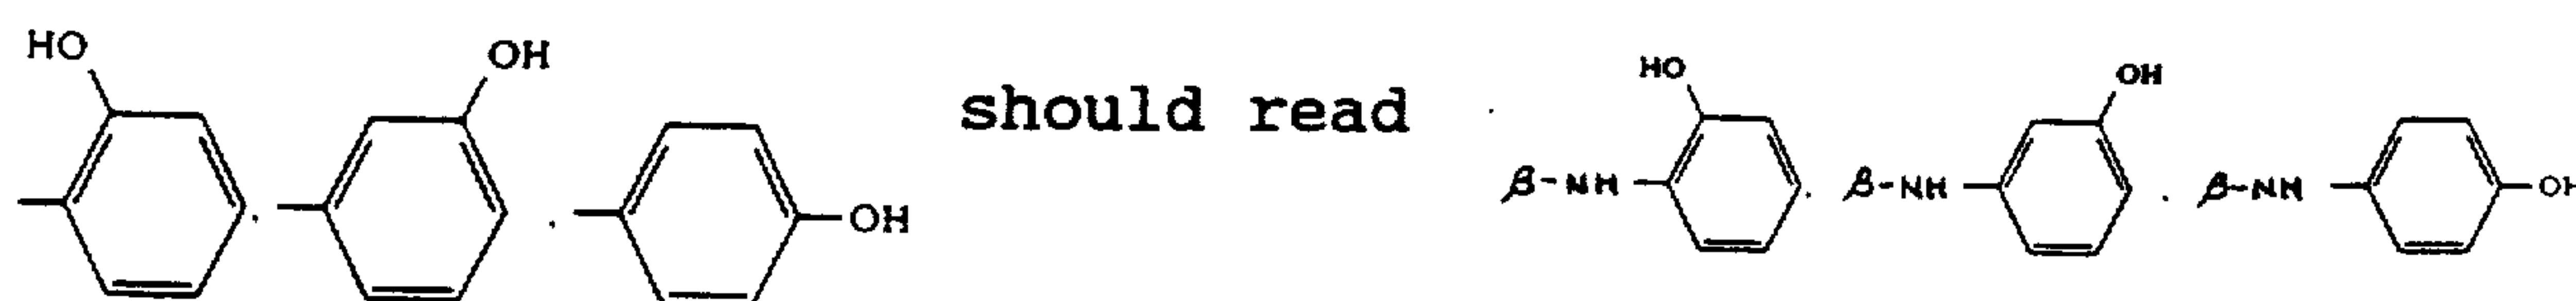 HO OH OH should read HO OH β-NH β-NH β-NH OH